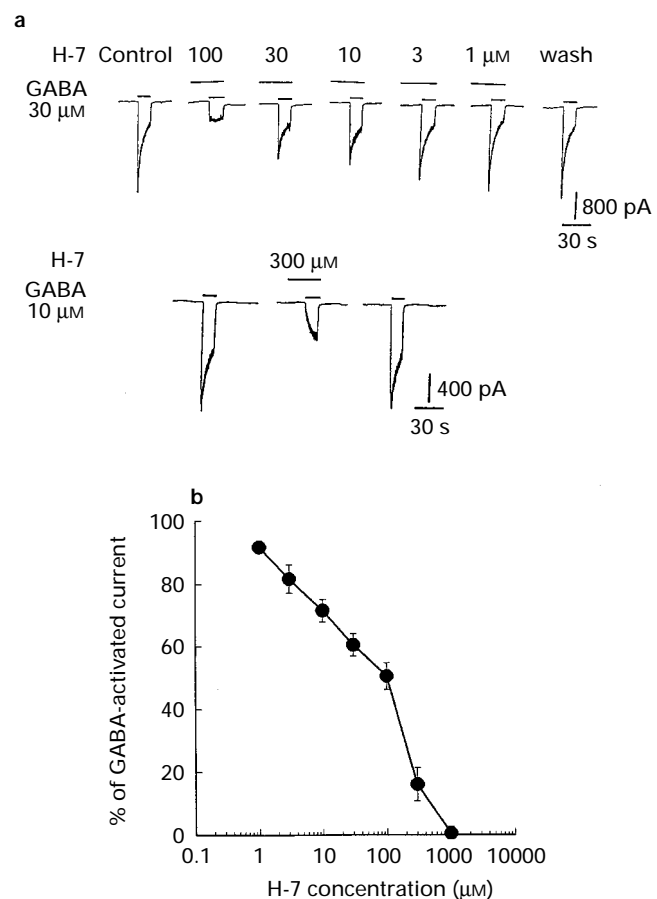 a
H-7 Control 100 30 10 3 1 μM wash
GABA
30 μM
800 pA
30 s
H-7 300 μM
GABA
10 μM
400 pA
30 s
b
100
80
60
40
20
0
% of GABA-activated current
0.1 1 10 100 1000 10000
H-7 concentration (μM)